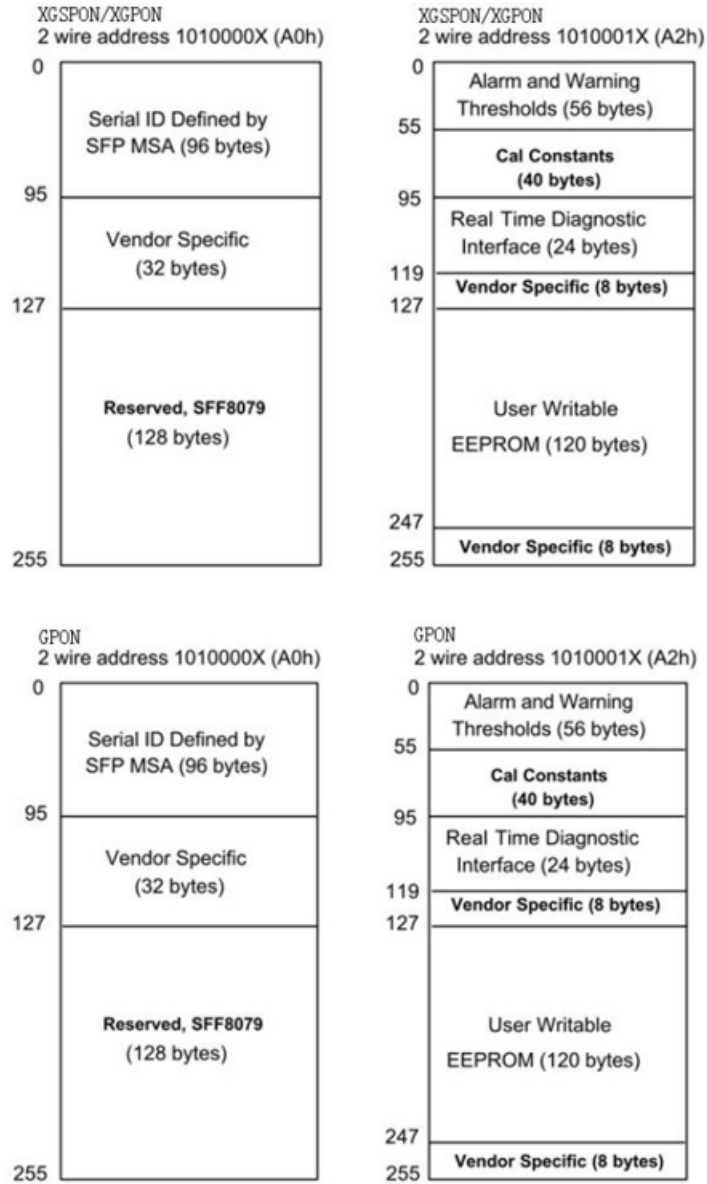 XGSPON/XGPON
2 wire address 1010000X (A0h)
0
Serial ID Defined by
SFP MSA (96 bytes)
95
Vendor Specific
(32 bytes)
127
Reserved, SFF8079
(128 bytes)
255
XGSPON/XGPON
2 wire address 1010001X (A2h)
0
Alarm and Warning
Thresholds (56 bytes)
55
Cal Constants
(40 bytes)
95
Real Time Diagnostic
Interface (24 bytes)
119
Vendor Specific (8 bytes)
127
User Writable
EEPROM (120 bytes)
247
Vendor Specific (8 bytes)
255
GPON
2 wire address 1010000X (A0h)
0
Serial ID Defined by
SFP MSA (96 bytes)
95
Vendor Specific
(32 bytes)
127
Reserved, SFF8079
(128 bytes)
255
GPON
2 wire address 1010001X (A2h)
0
Alarm and Warning
Thresholds (56 bytes)
55
Cal Constants
(40 bytes)
95
Real Time Diagnostic
Interface (24 bytes)
119
Vendor Specific (8 bytes)
127
User Writable
EEPROM (120 bytes)
247
Vendor Specific (8 bytes)
255